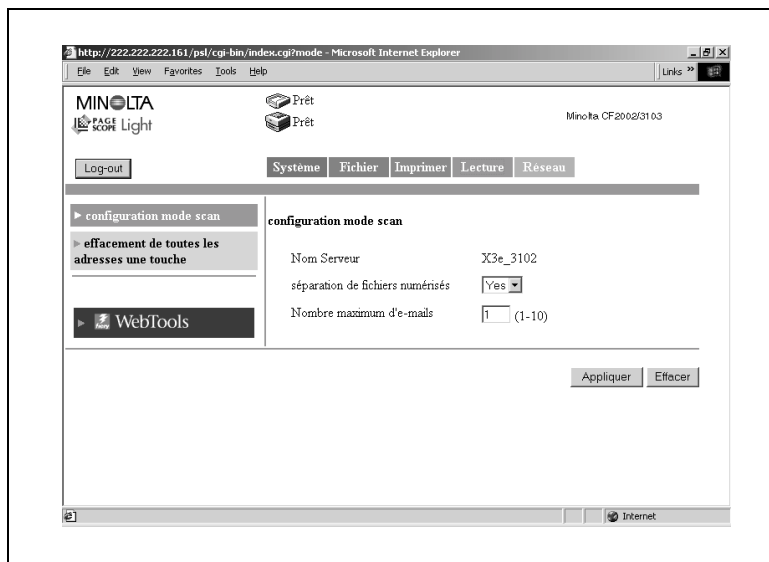 http://222.222.222.161/psl/cgi-bin/index.cgi?mode - Microsoft Internet Explorer
File Edit View Favorites Tools Help
Links »
MINOLTA
PAGE SCOPE Light
Prêt
Prêt
Minolta CF2002/3103
Log-out
Système Fichier Imprimer Lecture Réseau
configuration mode scan
effacement de toutes les
adresses une touche
WebTools
configuration mode scan
Nom Serveur X3e_3102
séparation de fichiers numérisés Yes
Nombre maximum d'e-mails 1 (1-10)
Appliquer Effacer
Internet